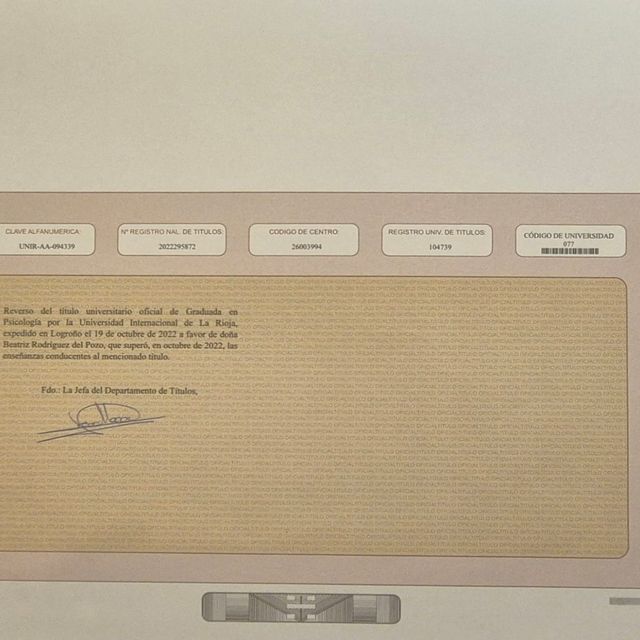 CLAVE ALFANUMERICA:
UNIR-AA-094339
Nº REGISTRO NAL. DE TITULOS:
2022295872
CODIGO DE CENTRO:
26003994
REGISTRO UNIV. DE TITULOS:
104739
CÓDIGO DE UNIVERSIDAD
077
Reverso del título universitario oficial de Graduada en
Psicología por la Universidad Internacional de La Rioja,
expedido en Logroño el 19 de octubre de 2022 a favor de doña
Beatriz Rodríguez del Pozo, que superó, en octubre de 2022, las
enseñanzas conducentes al mencionado título.
Fdo.: La Jefa del Departamento de Títulos,